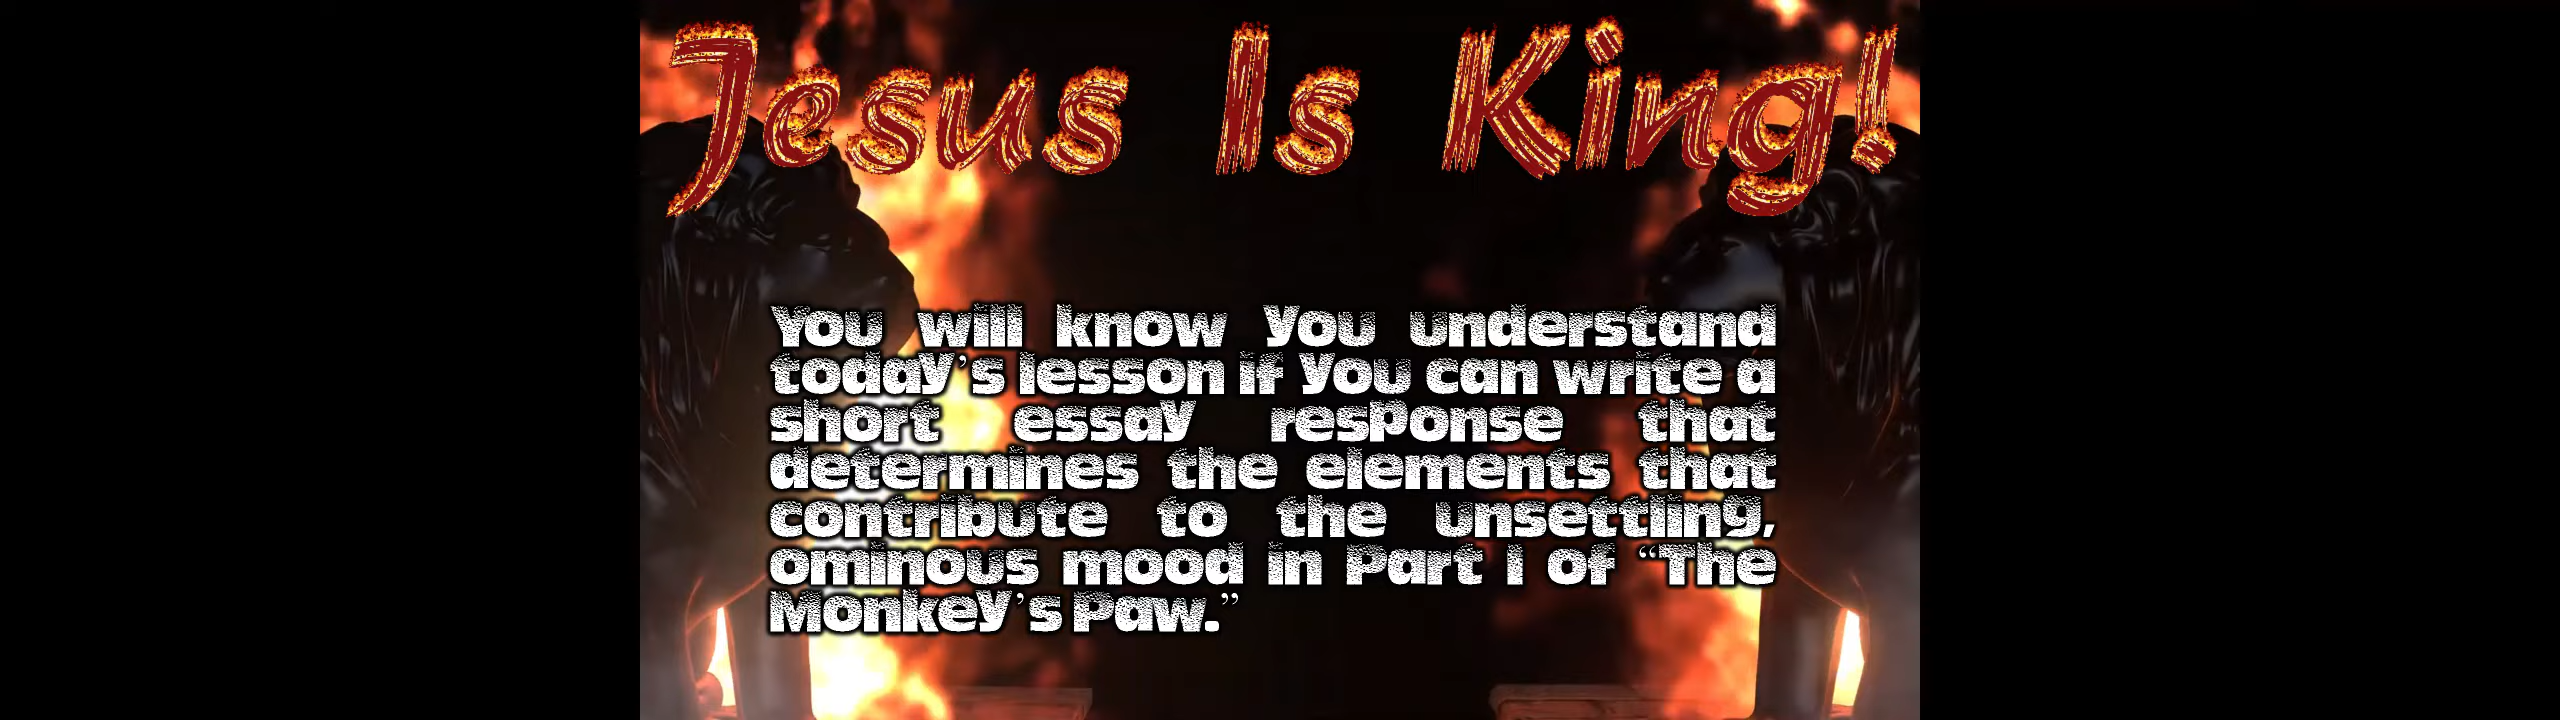 Jesus Is King!
You will know you understand
today’s lesson if you can write a
short essay response that
determines the elements that
contribute to the unsettling,
ominous mood in Part I of “The
Monkey’s Paw.”